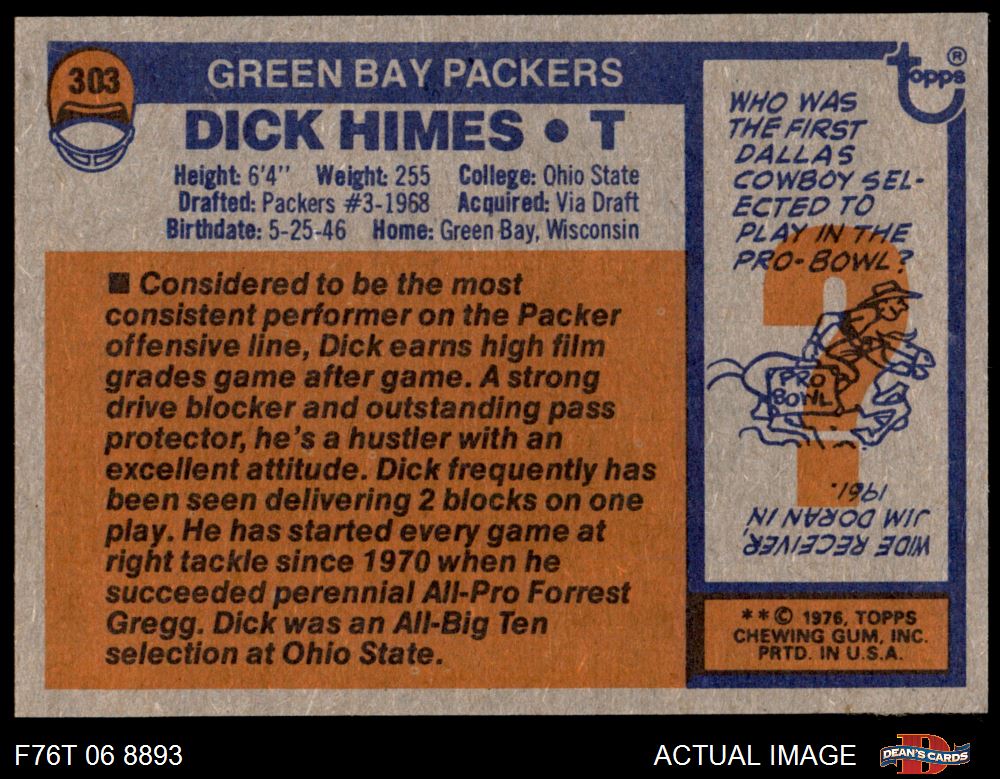 303
GREEN BAY PACKERS
DICK HIMES • T
Height: 6'4'' Weight: 255 College: Ohio State
Drafted: Packers #3-1968 Acquired: Via Draft
Birthdate: 5-25-46 Home: Green Bay, Wisconsin
■ Considered to be the most
consistent performer on the Packer
offensive line, Dick earns high film
grades game after game. A strong
drive blocker and outstanding pass
protector, he's a hustler with an
excellent attitude. Dick frequently has
been seen delivering 2 blocks on one
play. He has started every game at
right tackle since 1970 when he
succeeded perennial All-Pro Forrest
Gregg. Dick was an All-Big Ten
selection at Ohio State.
Topps®
WHO WAS
THE FIRST
DALLAS
COWBOY SEL-
ECTED TO
PLAY IN THE
PRO-BOWL?
?
PRO
BOWL
WIDE RECEIVER,
JIM DORAN IN
1961.
**© 1976, TOPPS
CHEWING GUM, INC.
PRTD. IN U.S.A.
F76T 06 8893
ACTUAL IMAGE
D
DEAN'S CARDS